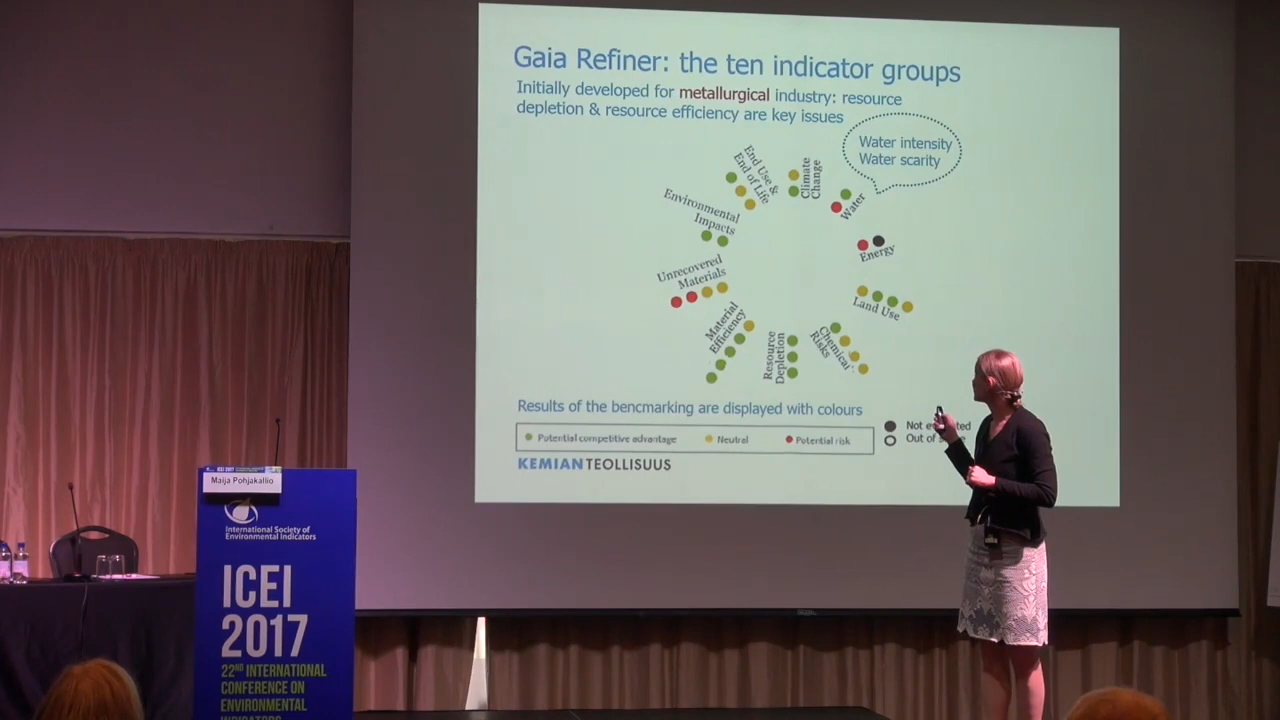 Gaia Refiner: the ten indicator groups
Initially developed for metallurgical industry: resource
depletion & resource efficiency are key issues
Water intensity
Water scarity
End Use &
End of Life
Climate
Change
Water
Environmental
Impacts
Energy
Unrecovered
Materials
Land Use
Material
Efficiency
Resource
Depletion
Chemical
Risks
Results of the bencmarking are displayed with colours
Potential competitive advantage
Neutrel
Potential risk
Not
Out of
KEMIANTEOLLISUUS
ICEI 2017
Maija Pohjakallio
International Society of
Environmental Indicators
ICEI
2017
22ND INTERNATIONAL
CONFERENCE ON
ENVIRONMENTAL
INDICATORS